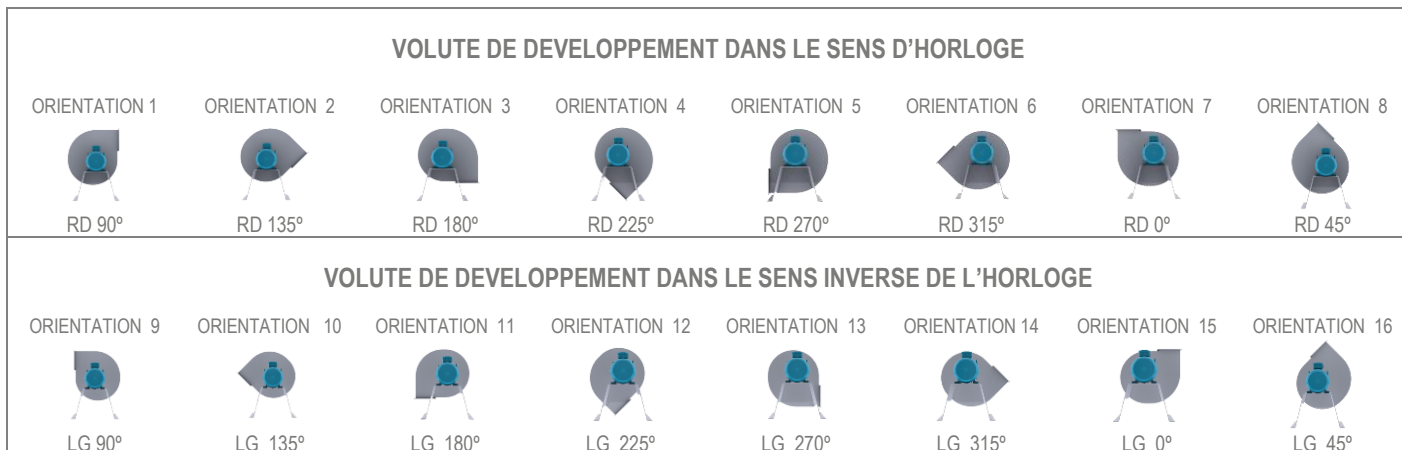 VOLUTE DE DEVELOPPEMENT DANS LE SENS D’HORLOGE
ORIENTATION 1 ORIENTATION 2 ORIENTATION 3 ORIENTATION 4 ORIENTATION 5 ORIENTATION 6 ORIENTATION 7 ORIENTATION 8
RD 90º RD 135º RD 180º RD 225º RD 270º RD 315º RD 0º RD 45º
VOLUTE DE DEVELOPPEMENT DANS LE SENS INVERSE DE L’HORLOGE
ORIENTATION 9 ORIENTATION 10 ORIENTATION 11 ORIENTATION 12 ORIENTATION 13 ORIENTATION 14 ORIENTATION 15 ORIENTATION 16
LG 90º LG 135º LG 180º LG 225º LG 270º LG 315º LG 0º LG 45º